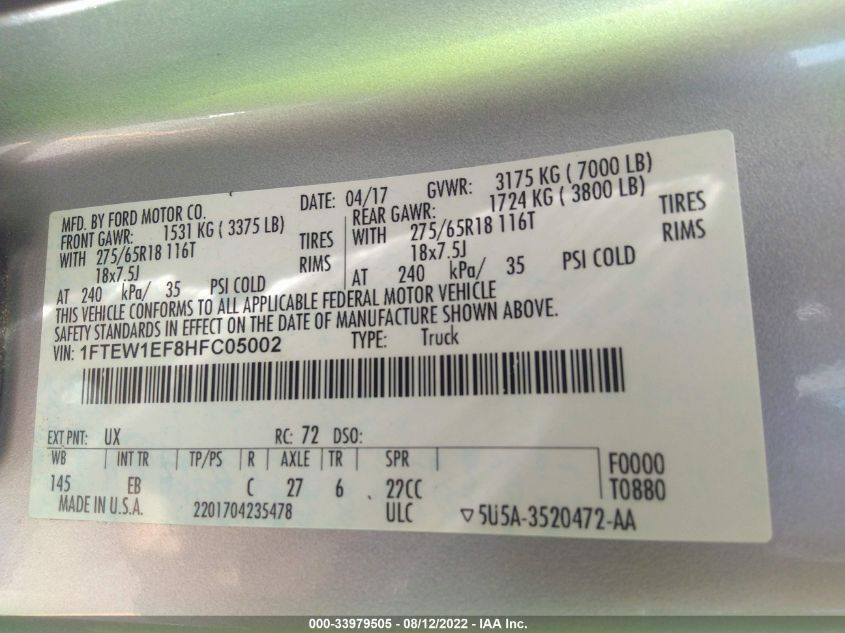 MFD. BY FORD MOTOR CO. DATE: 04/17 GVWR: 3175 KG ( 7000 LB)
FRONT GAWR: 1531 KG ( 3375 LB) REAR GAWR: 1724 KG ( 3800 LB)
WITH 275/65R18 116T TIRES WITH 275/65R18 116T TIRES
18x7.5J RIMS 18x7.5J RIMS
AT 240 kPa/ 35 PSI COLD AT 240 kPa/ 35 PSI COLD
THIS VEHICLE CONFORMS TO ALL APPLICABLE FEDERAL MOTOR VEHICLE
SAFETY STANDARDS IN EFFECT ON THE DATE OF MANUFACTURE SHOWN ABOVE.
VIN: 1FTEW1EF8HFC05002 TYPE: Truck
EXT PNT: UX RC: 72 DSO:
WB INT TR TP/PS R AXLE TR SPR F0000
145 EB C 27 6 22CC T0880
MADE IN U.S.A. 2201704235478 ULC ▽5U5A-3520472-AA
000-33979505 - 08/12/2022 - IAA Inc.